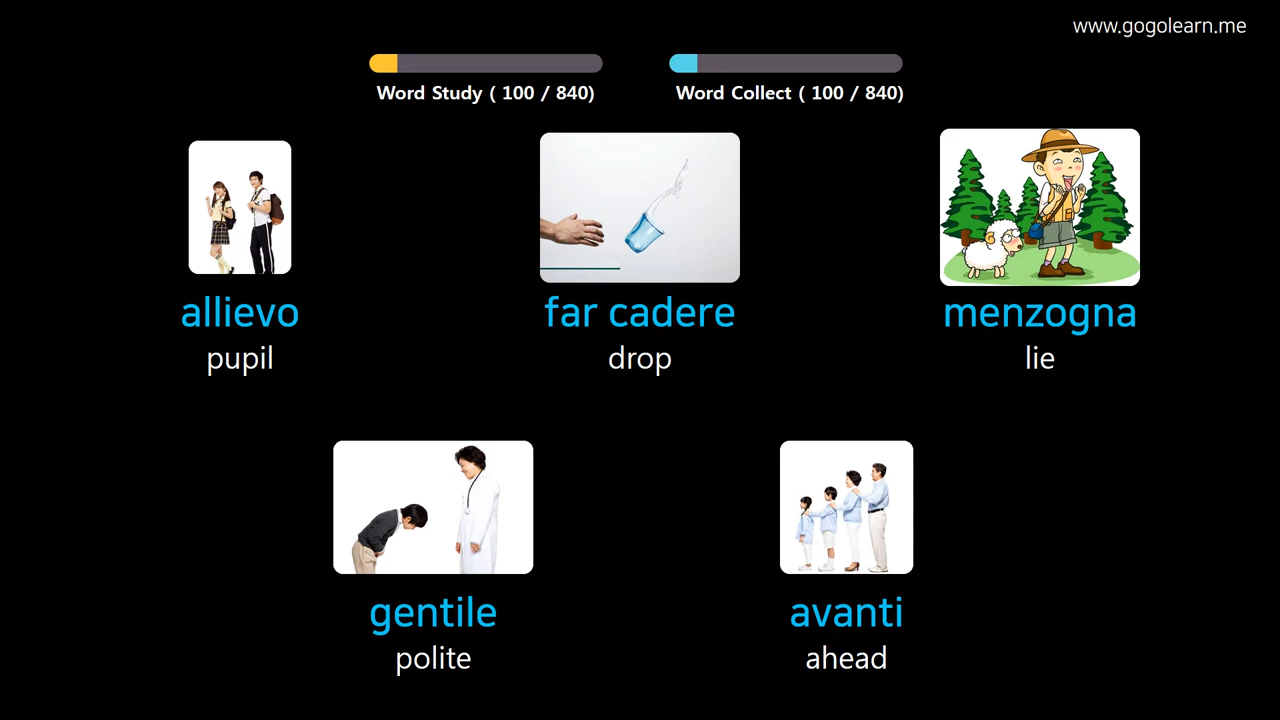 www.gogolearn.me
Word Study ( 100 / 840)
Word Collect ( 100 / 840)
allievo
pupil
far cadere
drop
menzogna
lie
gentile
polite
avanti
ahead